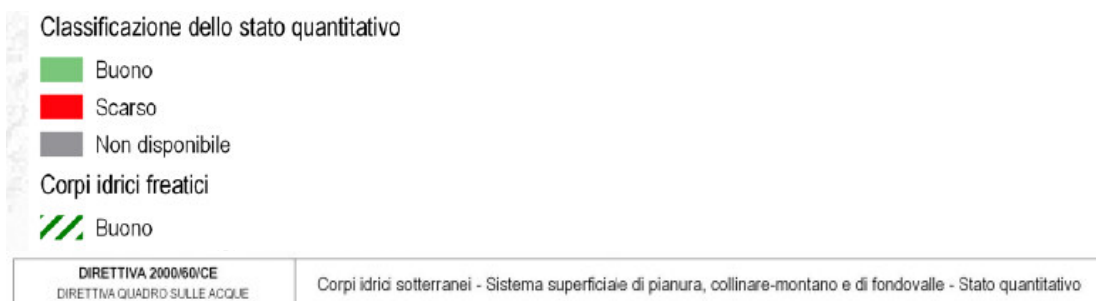 Classificazione dello stato quantitativo
Buono
Scarso
Non disponibile
Corpi idrici freatici
Buono
DIRETTIVA 2000/60/CE
DIRETTIVA QUADRO SULLE ACQUE
Corpi idrici sotterranei - Sistema superficiale di pianura, collinare-montano e di fondovalle - Stato quantitativo